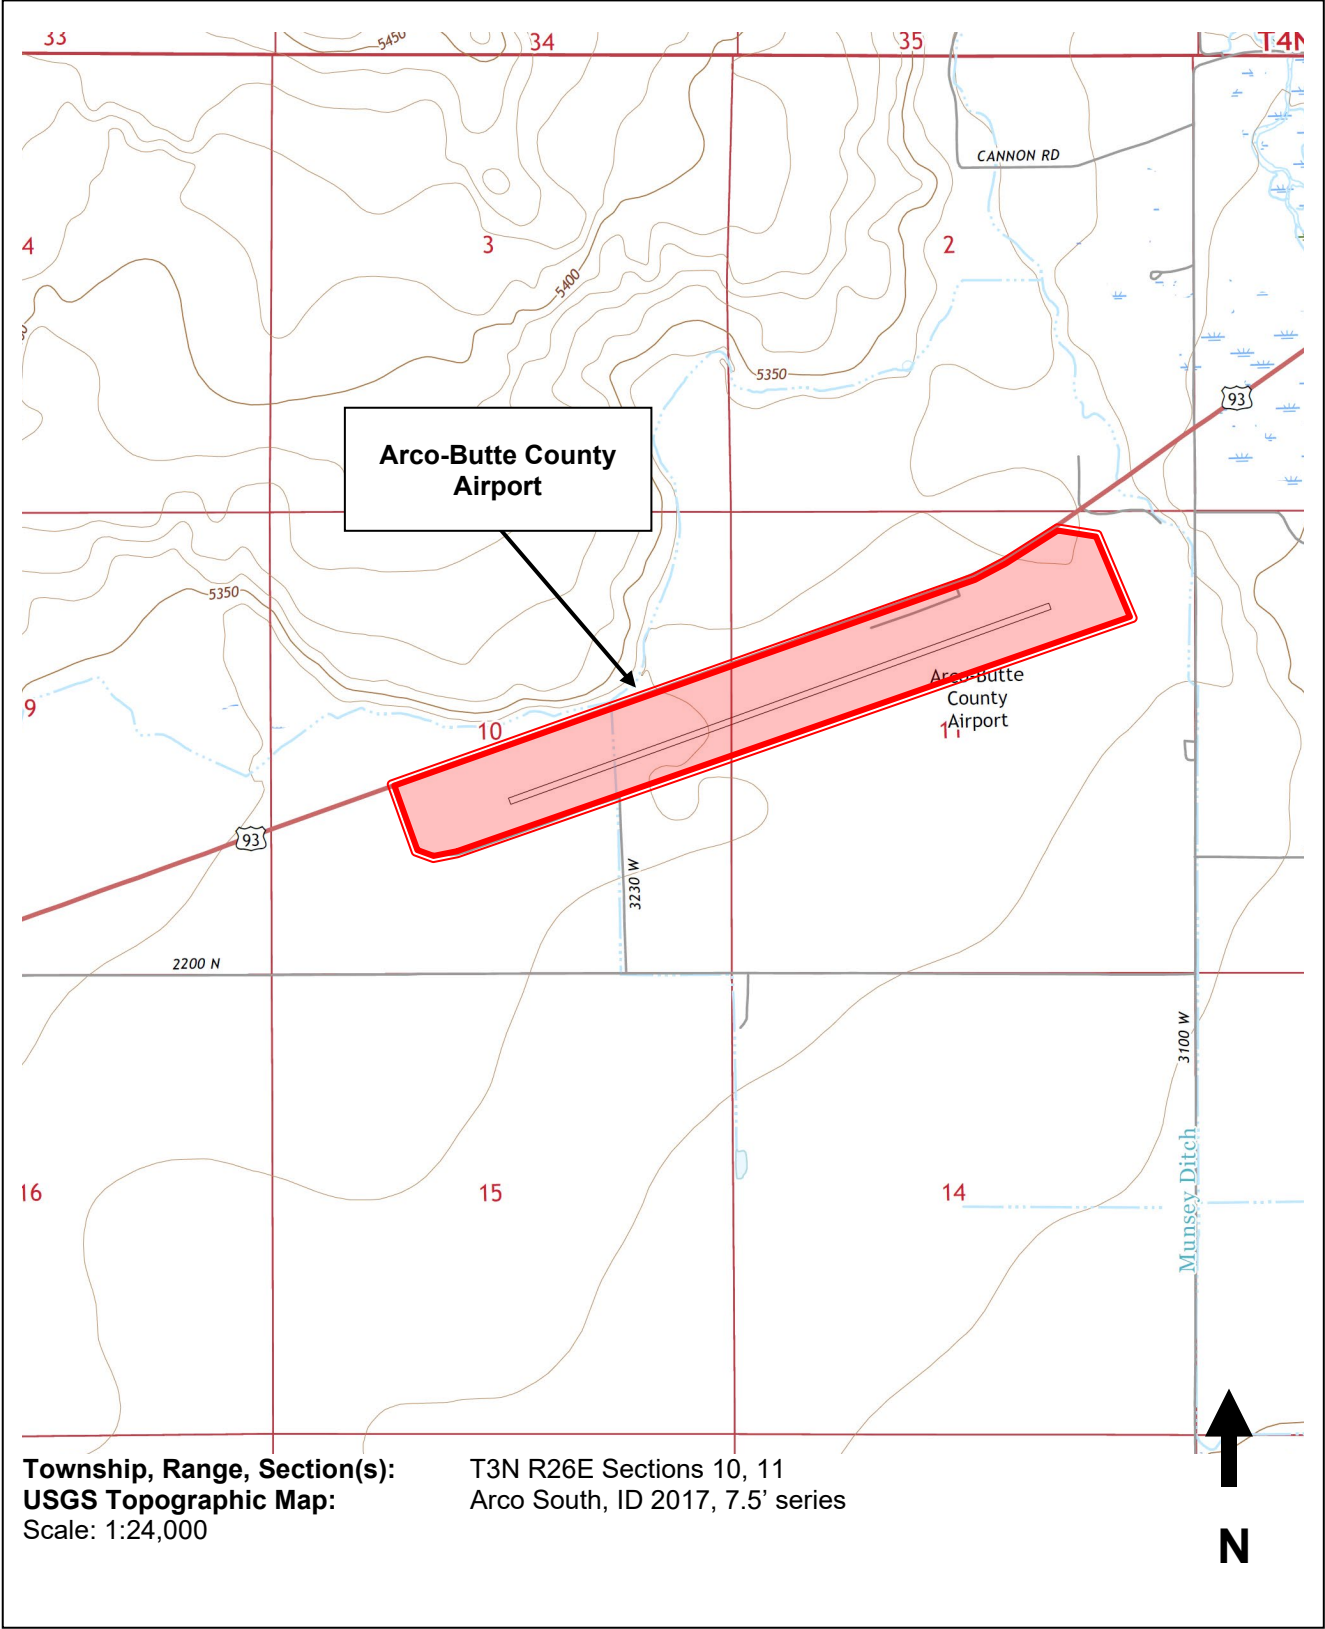 33
5450
34
35
T4N
CANNON RD
4
3
2
5400
5350
93
Arco-Butte County
Airport
5350
Arco-Butte
County
Airport
9
10
11
93
3230 W
2200 N
3100 W
Munsey Ditch
16
15
14
Township, Range, Section(s): T3N R26E Sections 10, 11
USGS Topographic Map: Arco South, ID 2017, 7.5’ series
Scale: 1:24,000
N